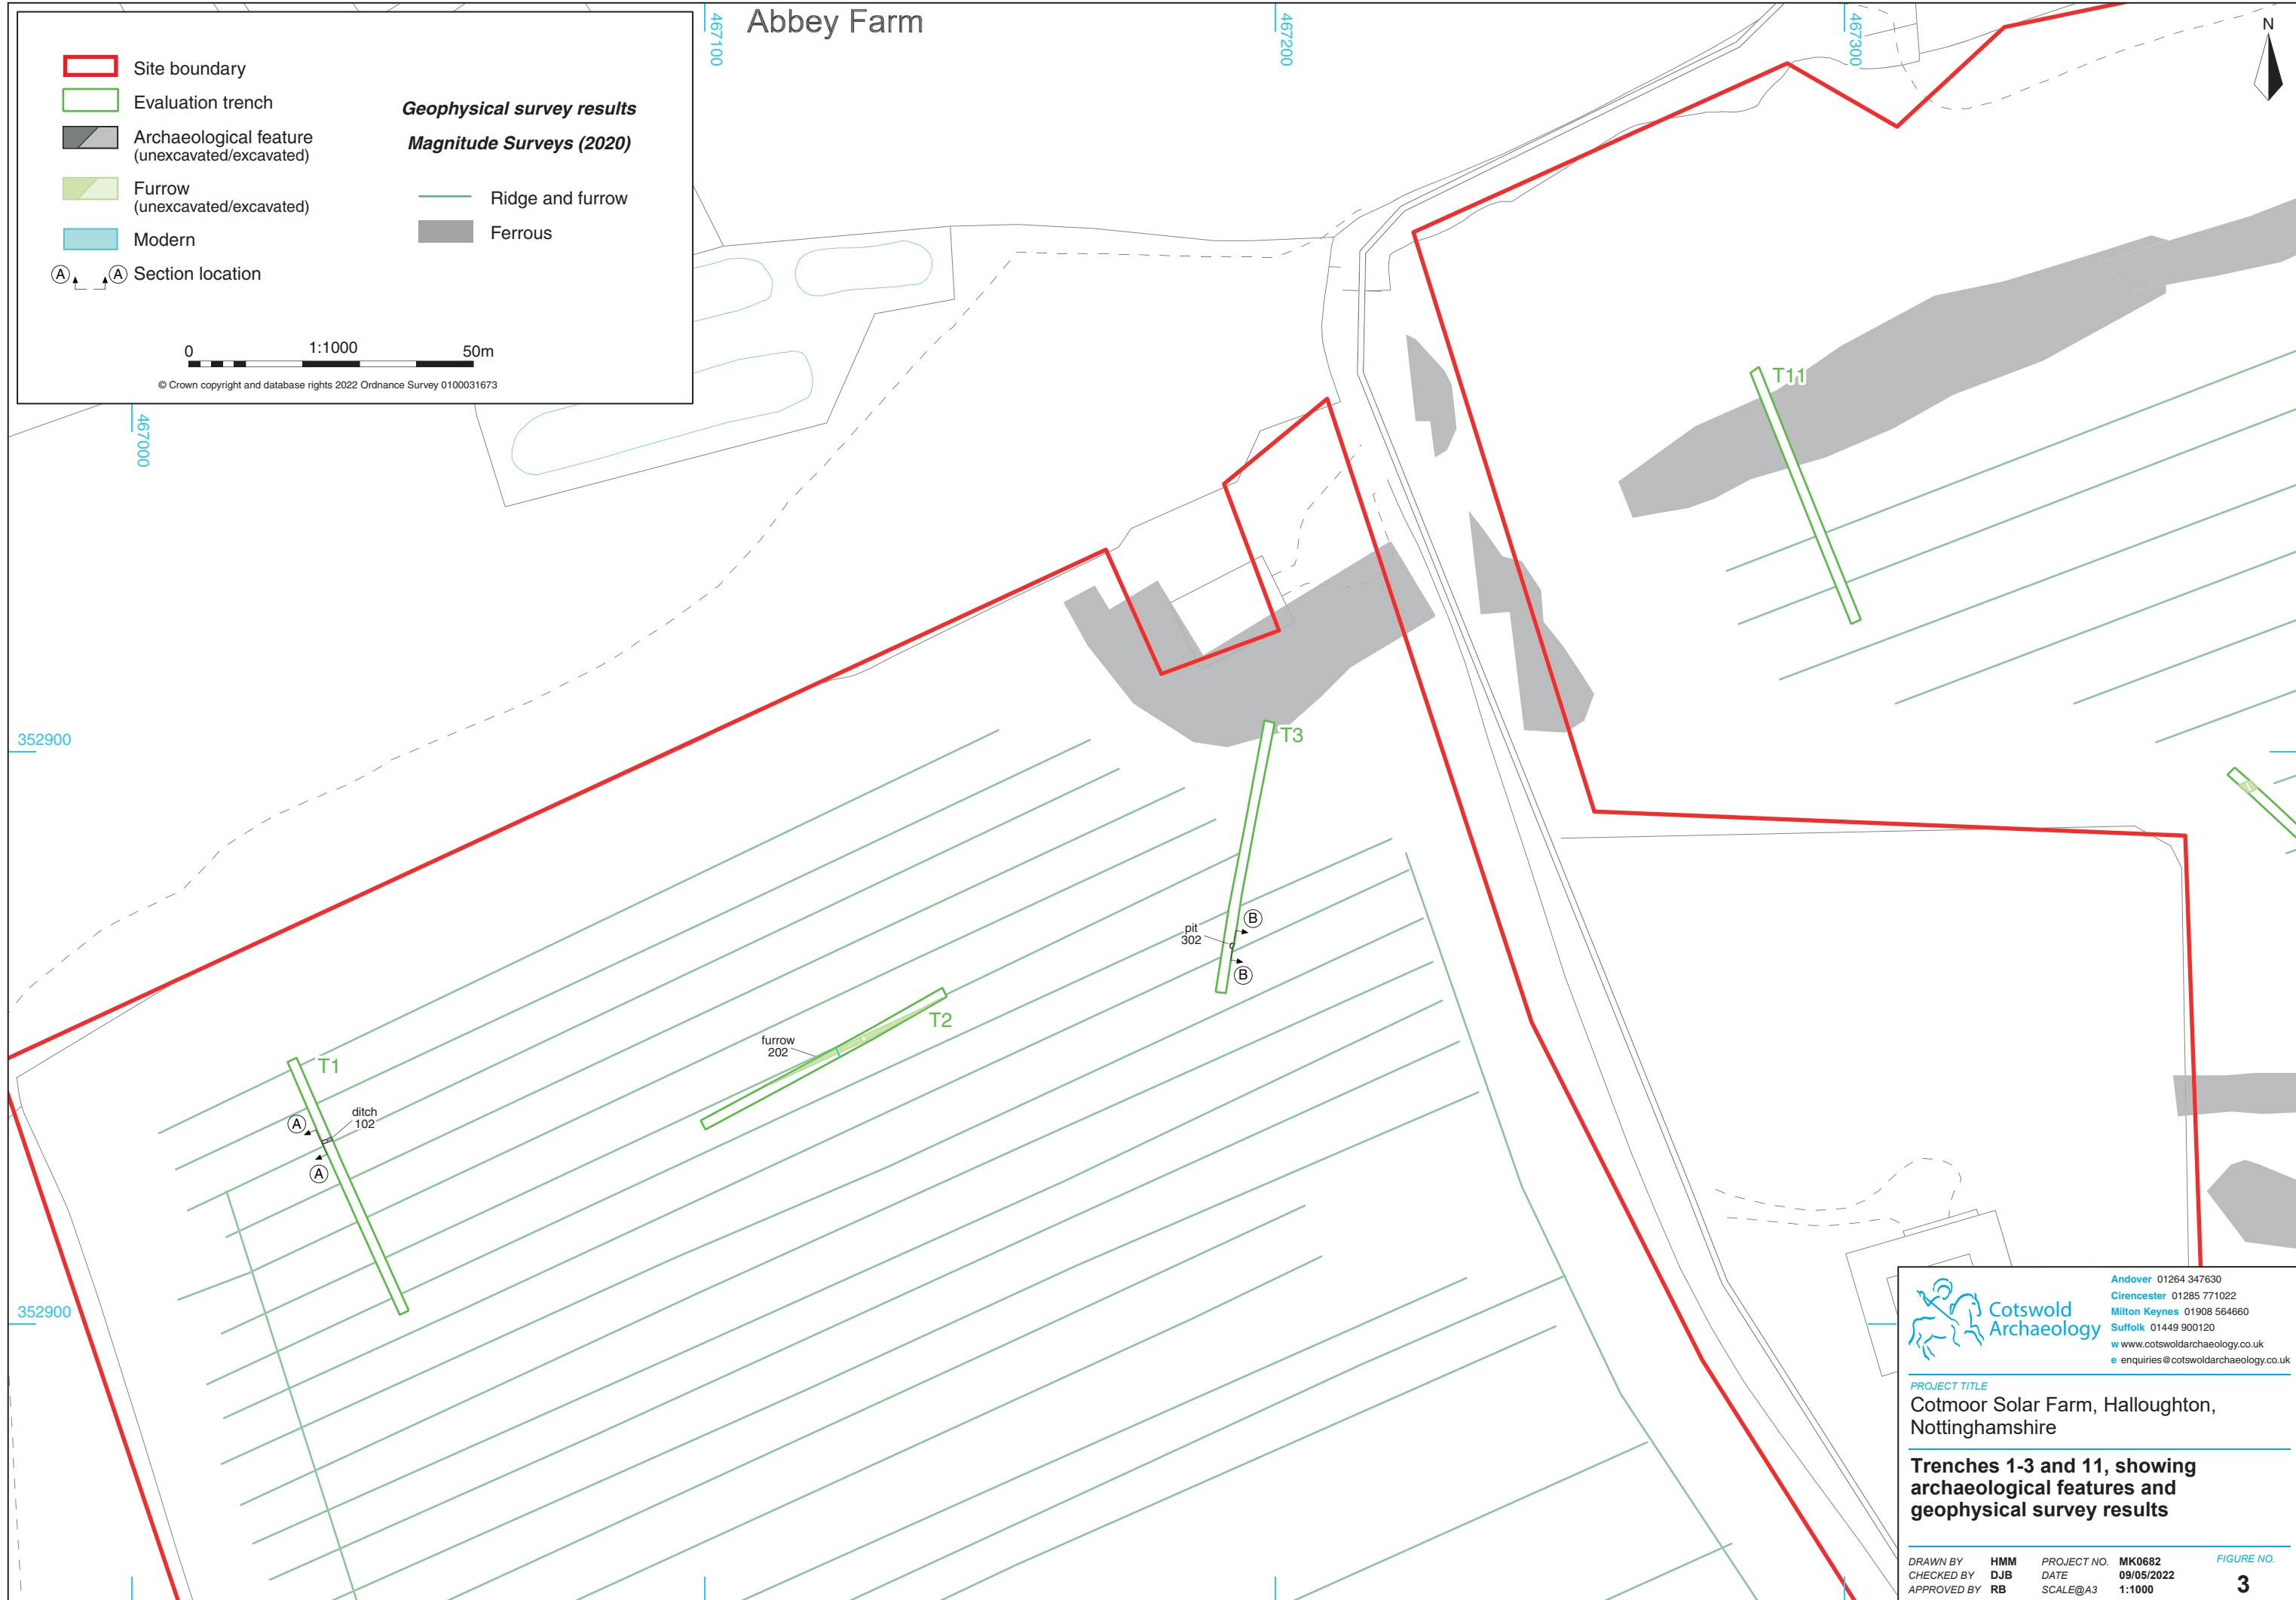 Abbey Farm
467100
467200
467300
N
Site boundary
Evaluation trench
Archaeological feature
(unexcavated/excavated)
Furrow
(unexcavated/excavated)
Modern
A A Section location
Geophysical survey results
Magnitude Surveys (2020)
Ridge and furrow
Ferrous
0 1:1000 50m
© Crown copyright and database rights 2022 Ordnance Survey 0100031673
467000
T11
352900
T3
pit
302
B
B
T2
furrow
202
T1
ditch
102
A
A
352900
Cotswold
Archaeology
Andover 01264 347630
Cirencester 01285 771022
Milton Keynes 01908 564660
Suffolk 01449 900120
w www.cotswoldarchaeology.co.uk
e enquiries@cotswoldarchaeology.co.uk
PROJECT TITLE
Cotmoor Solar Farm, Halloughton,
Nottinghamshire
Trenches 1-3 and 11, showing
archaeological features and
geophysical survey results
DRAWN BY HMM PROJECT NO. MK0682 FIGURE NO.
CHECKED BY DJB DATE 09/05/2022
APPROVED BY RB SCALE@A3 1:1000 3